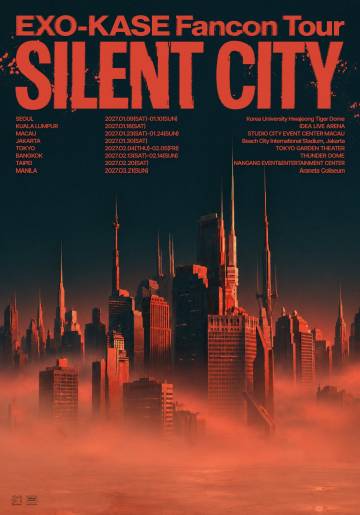 EXO-KASE Fancon Tour
SILENT CITY
SEOUL 2027.01.09(SAT)-01.10(SUN) Korea University Hwajeong Tiger Dome
KUALA LUMPUR 2027.01.16(SAT) IDEA LIVE ARENA
MACAU 2027.01.23(SAT)-01.24(SUN) STUDIO CITY EVENT CENTER MACAU
JAKARTA 2027.01.30(SAT) Beach City International Stadium, Jakarta
TOKYO 2027.02.04(THU)-02.05(FRI) TOKYO GARDEN THEATER
BANGKOK 2027.02.13(SAT)-02.14(SUN) THUNDER DOME
TAIPEI 2027.02.20(SAT) NANGANG EVENT&ENTERTAINMENT CENTER
MANILA 2027.03.21(SUN) Araneta Coliseum